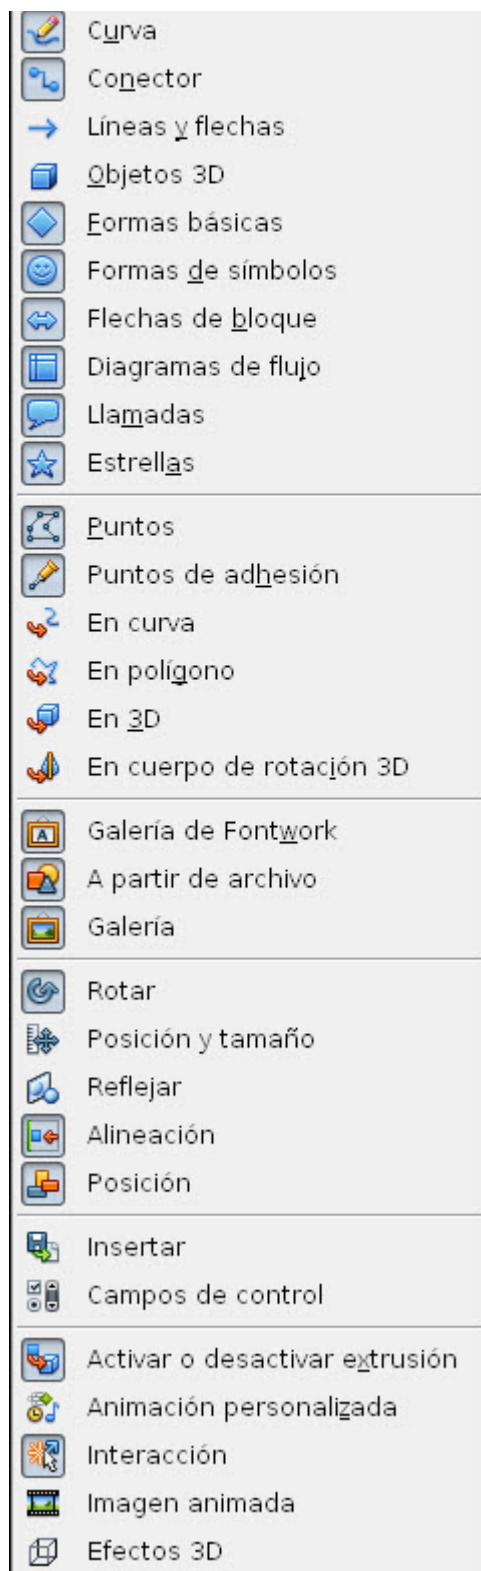 Curva
Conector
Líneas y flechas
Objetos 3D
Formas básicas
Formas de símbolos
Flechas de bloque
Diagramas de flujo
Llamadas
Estrellas
Puntos
Puntos de adhesión
En curva
En polígono
En 3D
En cuerpo de rotación 3D
Galería de Fontwork
A partir de archivo
Galería
Rotar
Posición y tamaño
Reflejar
Alineación
Posición
Insertar
Campos de control
Activar o desactivar extrusión
Animación personalizada
Interacción
Imagen animada
Efectos 3D